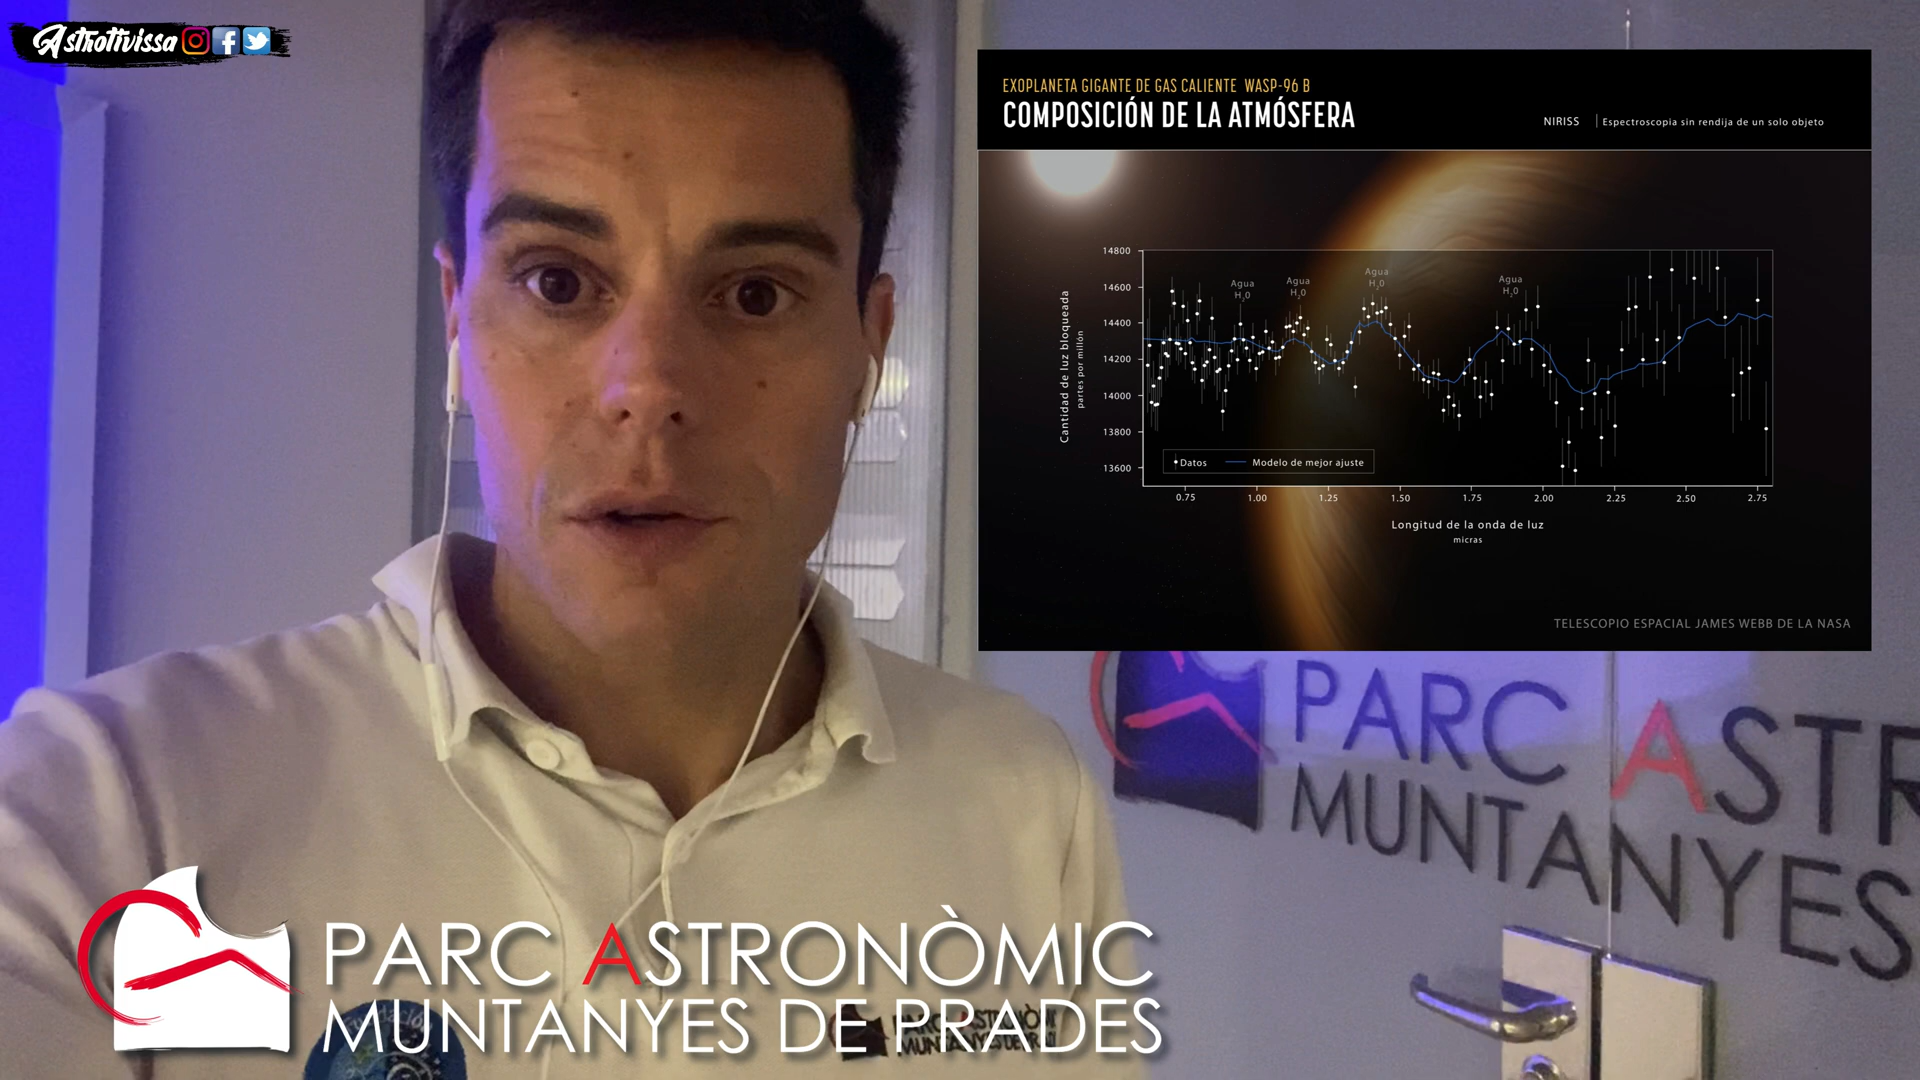 Astrotivissa
EXOPLANETA GIGANTE DE GAS CALIENTE WASP-96 B
COMPOSICIÓN DE LA ATMÓSFERA
NIRISS | Espectroscopia sin rendija de un solo objeto
Cantidad de luz bloqueada
partes por millón
14800
14600
14400
14200
14000
13800
13600
Agua
H2O
Agua
H2O
Agua
H2O
Agua
H2O
Datos
Modelo de mejor ajuste
0.75 1.00 1.25 1.50 1.75 2.00 2.25 2.50 2.75
Longitud de la onda de luz
micras
TELESCOPIO ESPACIAL JAMES WEBB DE LA NASA
PARC ASTR
MUNTANYES
PARC ASTRONÒMIC
MUNTANYES DE PRADES